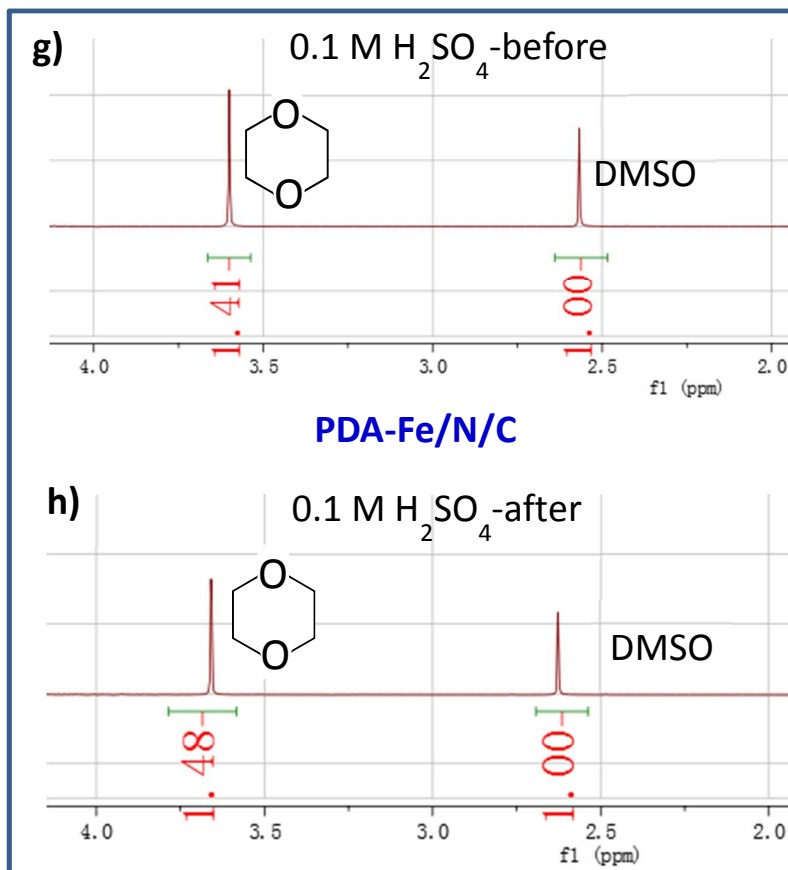 g) 0.1 M H₂SO₄-before
O
O
DMSO
1.41
1.00
4.0 3.5 3.0 2.5 2.0
f1 (ppm)
PDA-Fe/N/C
h) 0.1 M H₂SO₄-after
O
O
DMSO
1.48
1.00
4.0 3.5 3.0 2.5 2.0
f1 (ppm)